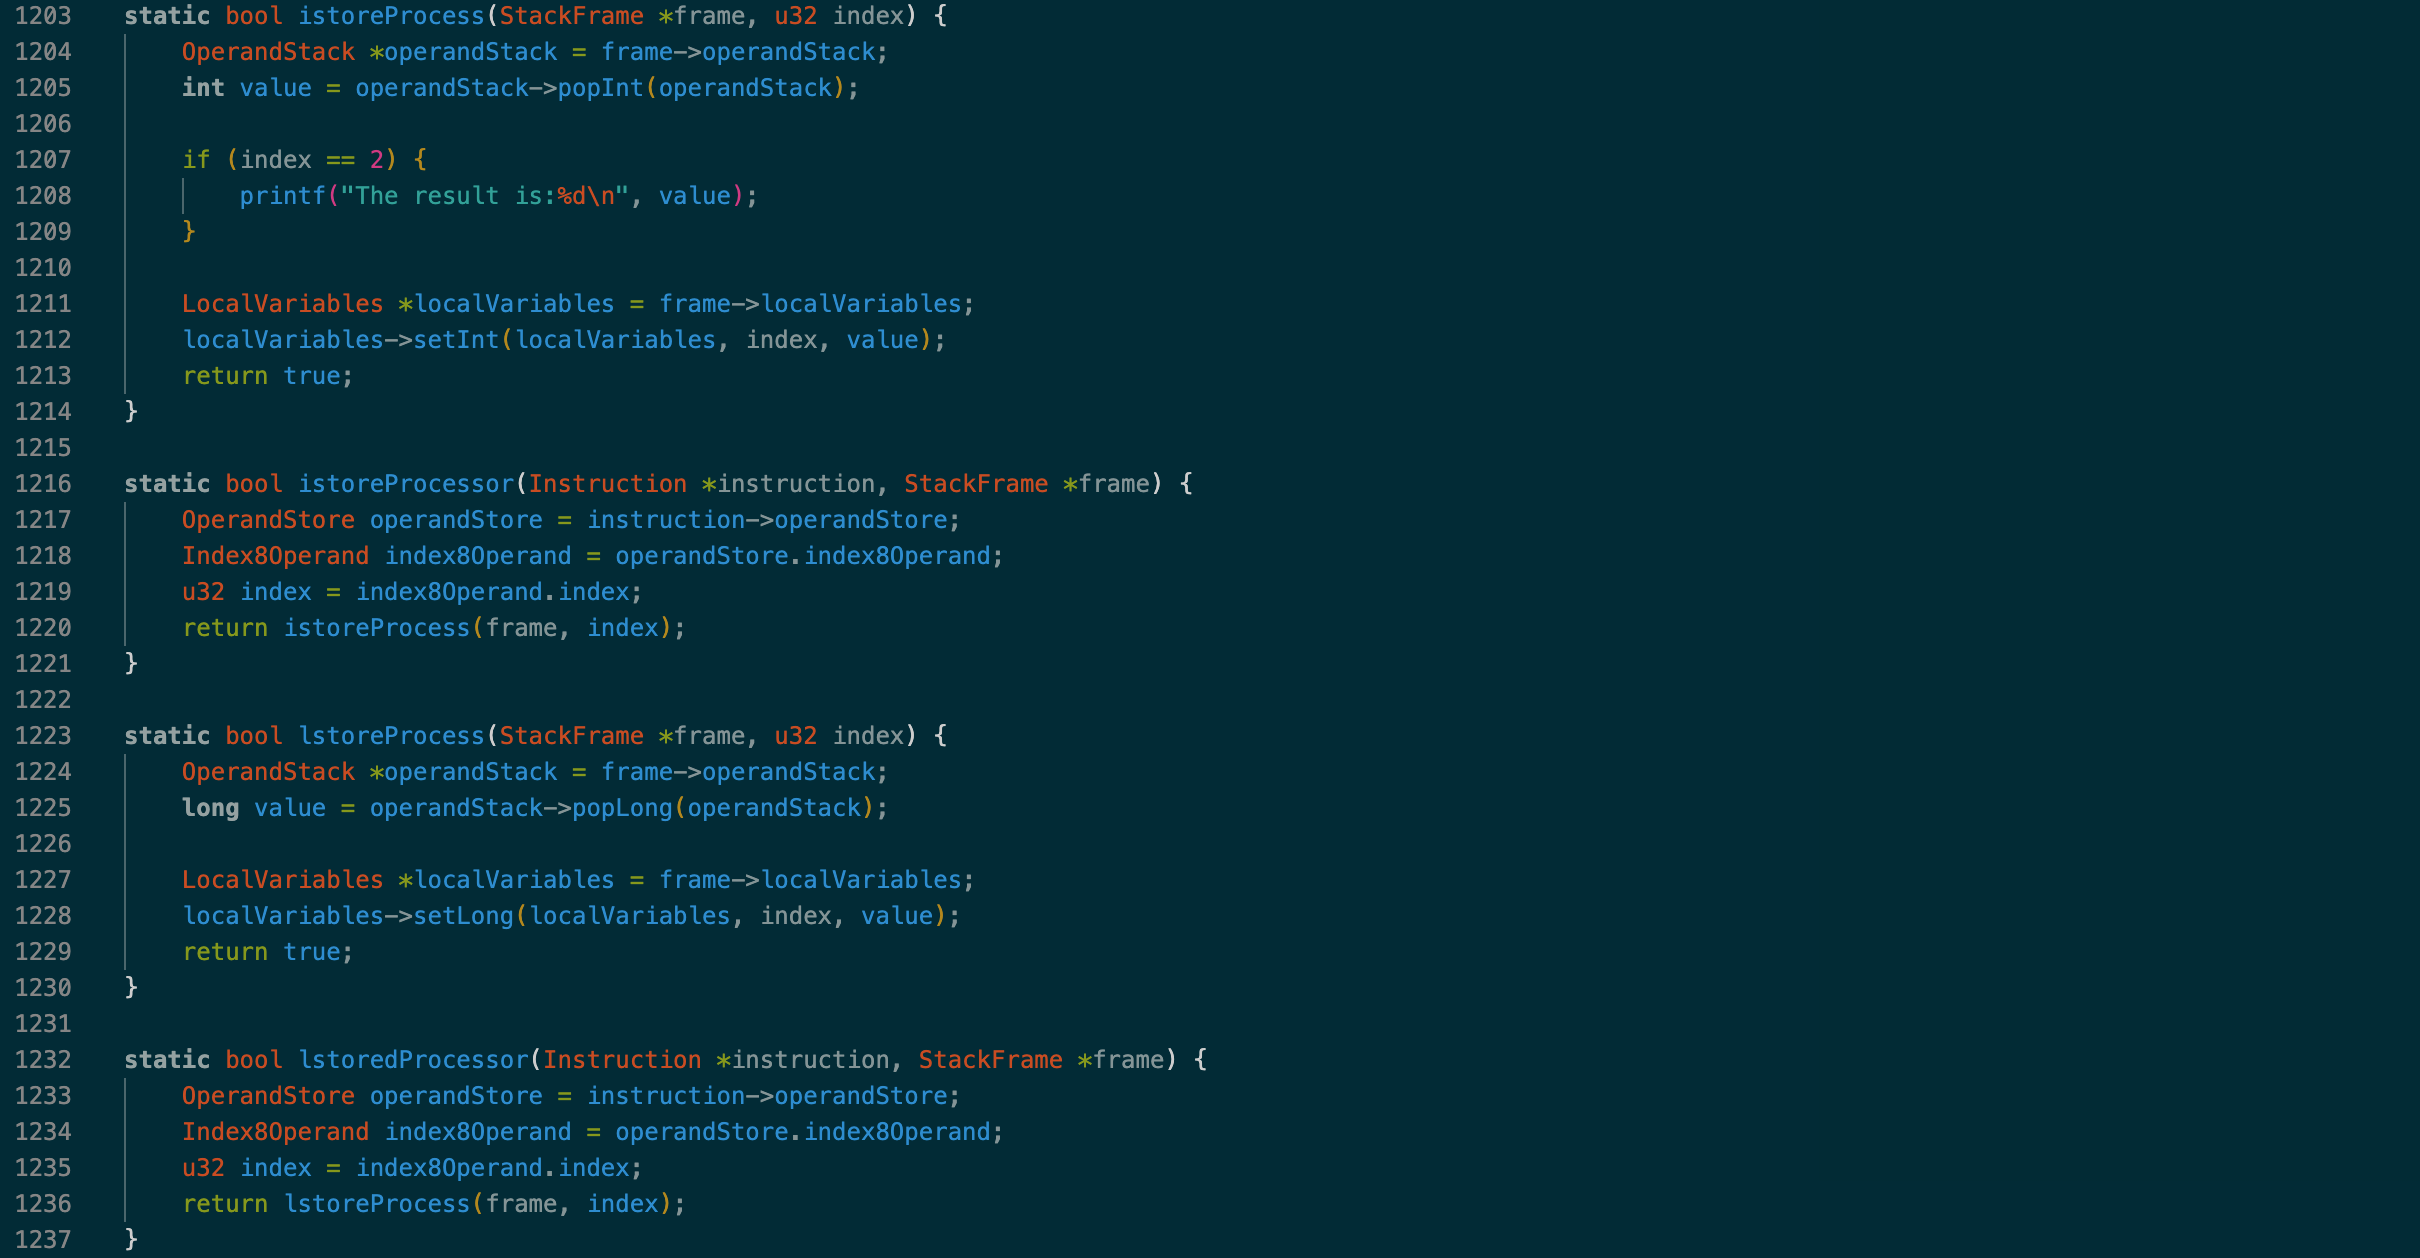 1203 static bool istoreProcess(StackFrame *frame, u32 index) {
1204     OperandStack *operandStack = frame->operandStack;
1205     int value = operandStack->popInt(operandStack);
1206
1207     if (index == 2) {
1208         printf("The result is:%d\n", value);
1209     }
1210
1211     LocalVariables *localVariables = frame->localVariables;
1212     localVariables->setInt(localVariables, index, value);
1213     return true;
1214 }
1215
1216 static bool istoreProcessor(Instruction *instruction, StackFrame *frame) {
1217     OperandStore operandStore = instruction->operandStore;
1218     Index8Operand index8Operand = operandStore.index8Operand;
1219     u32 index = index8Operand.index;
1220     return istoreProcess(frame, index);
1221 }
1222
1223 static bool lstoreProcess(StackFrame *frame, u32 index) {
1224     OperandStack *operandStack = frame->operandStack;
1225     long value = operandStack->popLong(operandStack);
1226
1227     LocalVariables *localVariables = frame->localVariables;
1228     localVariables->setLong(localVariables, index, value);
1229     return true;
1230 }
1231
1232 static bool lstoredProcessor(Instruction *instruction, StackFrame *frame) {
1233     OperandStore operandStore = instruction->operandStore;
1234     Index8Operand index8Operand = operandStore.index8Operand;
1235     u32 index = index8Operand.index;
1236     return lstoreProcess(frame, index);
1237 }